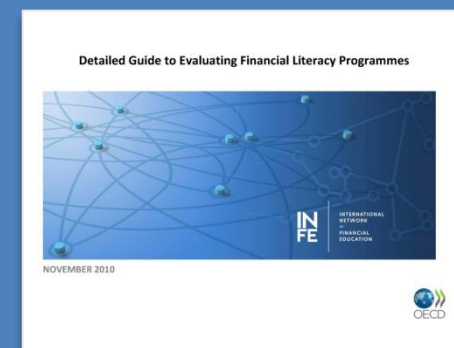 Detailed Guide to Evaluating Financial Literacy Programmes
IN
FE
INTERNATIONAL
NETWORK
FINANCIAL
EDUCATION
NOVEMBER 2010
OECD